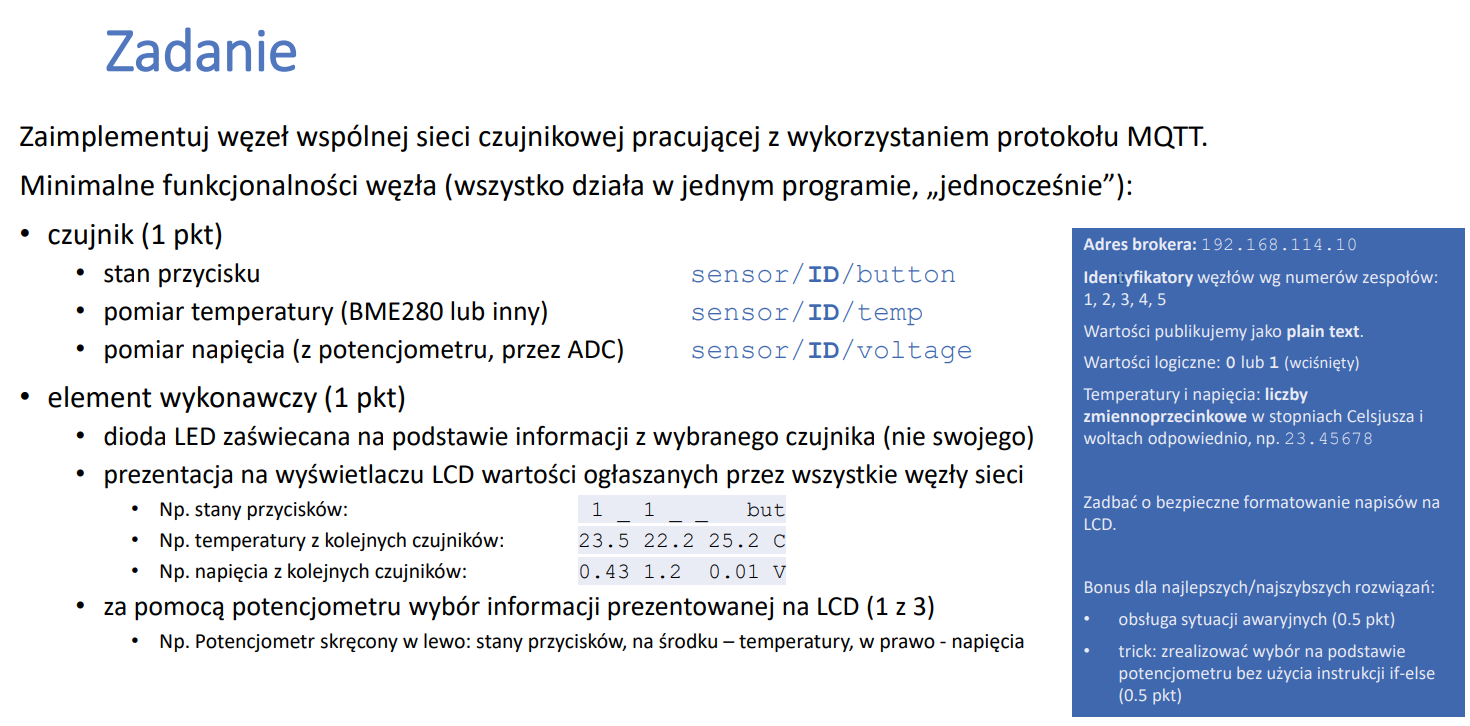 Zadanie
Zaimplementuj węzeł wspólnej sieci czujnikowej pracującej z wykorzystaniem protokołu MQTT.
Minimalne funkcjonalności węzła (wszystko działa w jednym programie, „jednocześnie”):
• czujnik (1 pkt)
• stan przycisku sensor/ID/button
• pomiar temperatury (BME280 lub inny) sensor/ID/temp
• pomiar napięcia (z potencjometru, przez ADC) sensor/ID/voltage
• element wykonawczy (1 pkt)
• dioda LED zaświecana na podstawie informacji z wybranego czujnika (nie swojego)
• prezentacja na wyświetlaczu LCD wartości ogłaszanych przez wszystkie węzły sieci
• Np. stany przycisków: 1 _ 1 _ _ but
• Np. temperatury z kolejnych czujników: 23.5 22.2 25.2 C
• Np. napięcia z kolejnych czujników: 0.43 1.2 0.01 V
• za pomocą potencjometru wybór informacji prezentowanej na LCD (1 z 3)
• Np. Potencjometr skręcony w lewo: stany przycisków, na środku – temperatury, w prawo - napięcia
Adres brokera: 192.168.114.10
Identyfikatory węzłów wg numerów zespołów:
1, 2, 3, 4, 5
Wartości publikujemy jako plain text.
Wartości logiczne: 0 lub 1 (wciśnięty)
Temperatury i napięcia: liczby
zmiennoprzecinkowe w stopniach Celsjusza i
woltach odpowiednio, np. 23.45678
Zadbać o bezpieczne formatowanie napisów na
LCD.
Bonus dla najlepszych/najszybszych rozwiązań:
• obsługa sytuacji awaryjnych (0.5 pkt)
• trick: zrealizować wybór na podstawie
potencjometru bez użycia instrukcji if-else
(0.5 pkt)